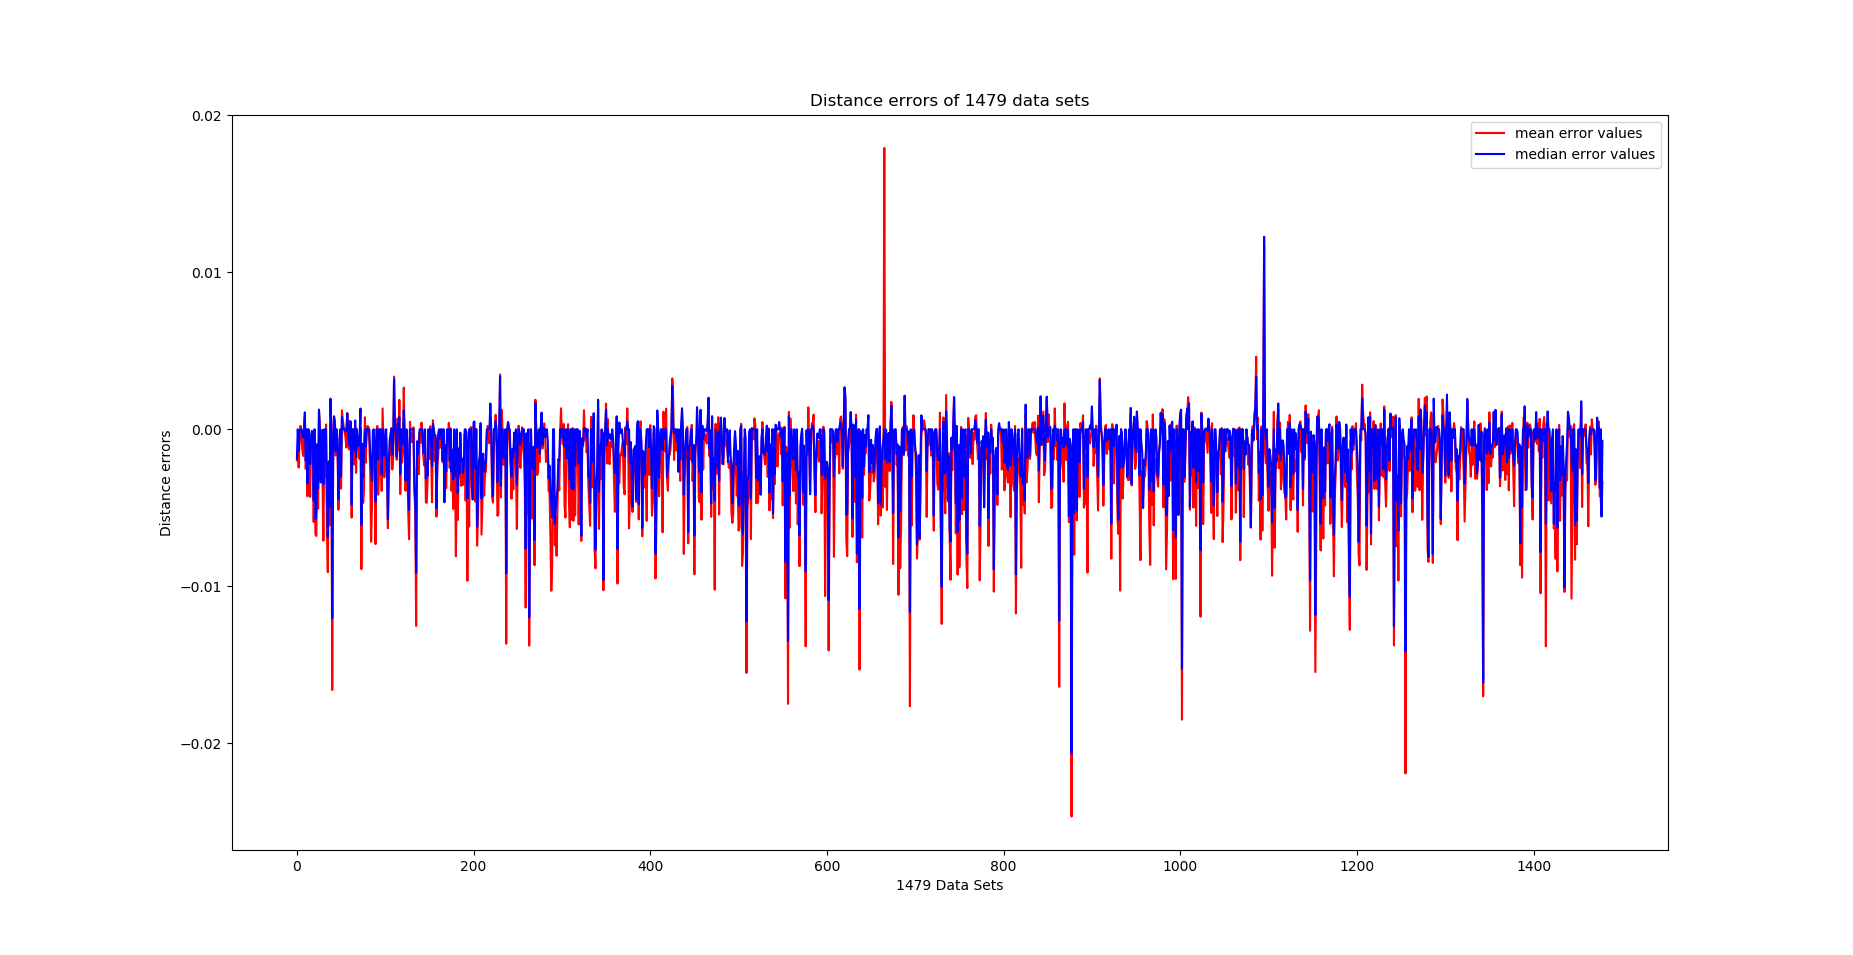 Distance errors of 1479 data sets
mean error values
median error values
0.02
0.01
0.00
−0.01
−0.02
Distance errors
0 200 400 600 800 1000 1200 1400
1479 Data Sets